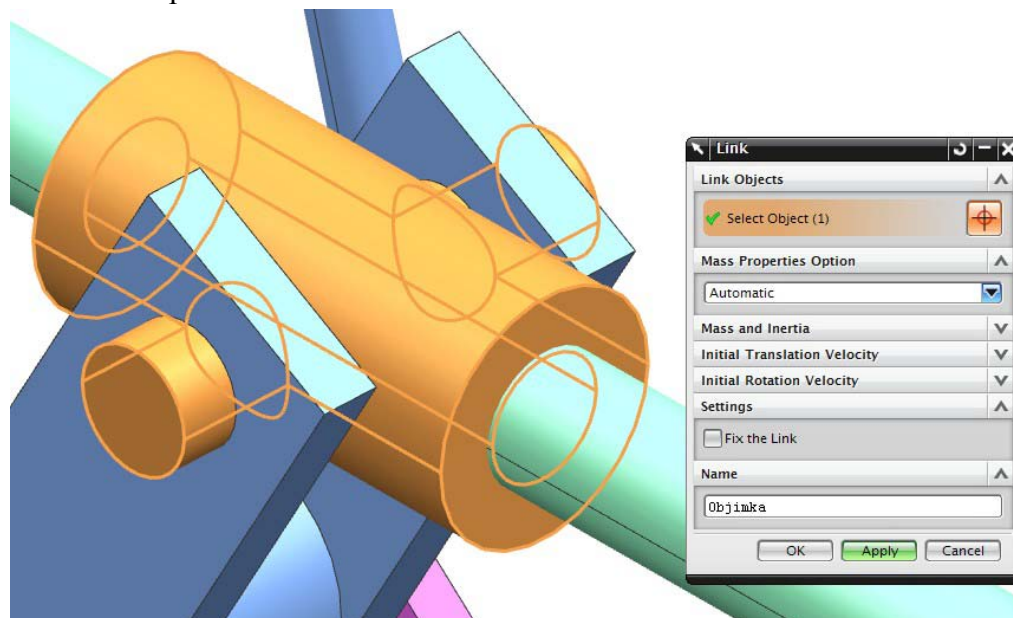 Link
Link Objects
Select Object (1)
Mass Properties Option
Automatic
Mass and Inertia
Initial Translation Velocity
Initial Rotation Velocity
Settings
Fix the Link
Name
Objimka
OK Apply Cancel